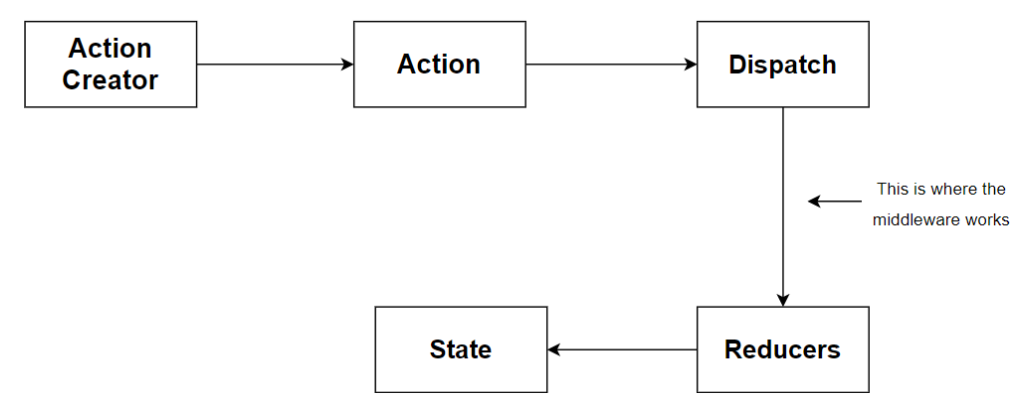 Action
Creator
Action
Dispatch
This is where the
middleware works
State
Reducers